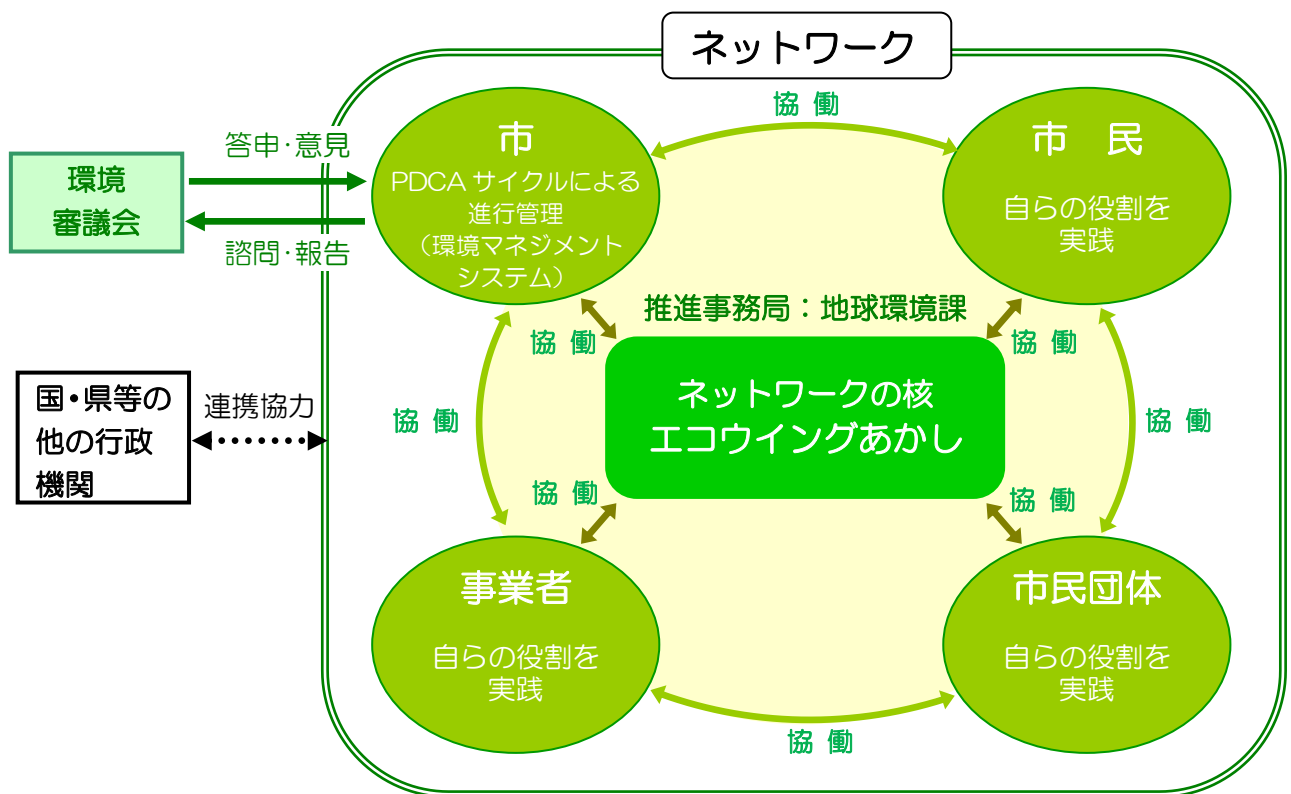 ネットワーク
協 働
答申・意見
環境
審議会
諮問・報告
市
PDCA サイクルによる
進行管理
（環境マネジメント
システム）
市　民
自らの役割を
実践
推進事務局：地球環境課
協 働
協 働
国・県等の
他の行政
機関
連携協力
協 働
ネットワークの核
エコウイングあかし
協 働
協 働
協 働
事業者
自らの役割を
実践
市民団体
自らの役割を
実践
協 働